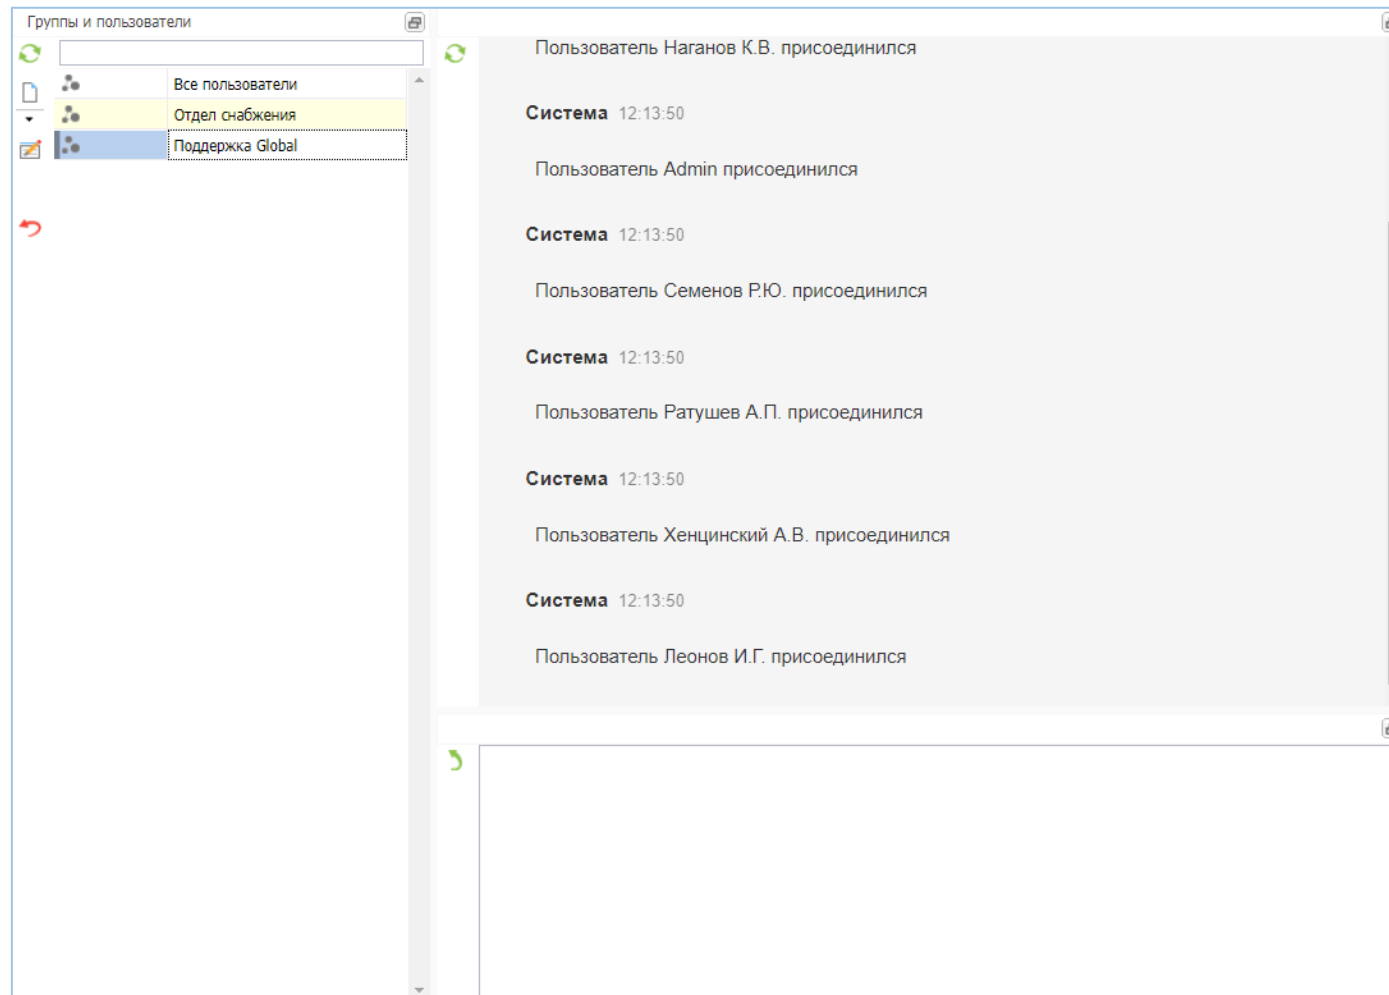 Группы и пользователи
Все пользователи
Отдел снабжения
Поддержка Global
Пользователь Наганов К.В. присоединился
Система 12:13:50
Пользователь Admin присоединился
Система 12:13:50
Пользователь Семенов Р.Ю. присоединился
Система 12:13:50
Пользователь Ратушев А.П. присоединился
Система 12:13:50
Пользователь Хенцинский А.В. присоединился
Система 12:13:50
Пользователь Леонов И.Г. присоединился